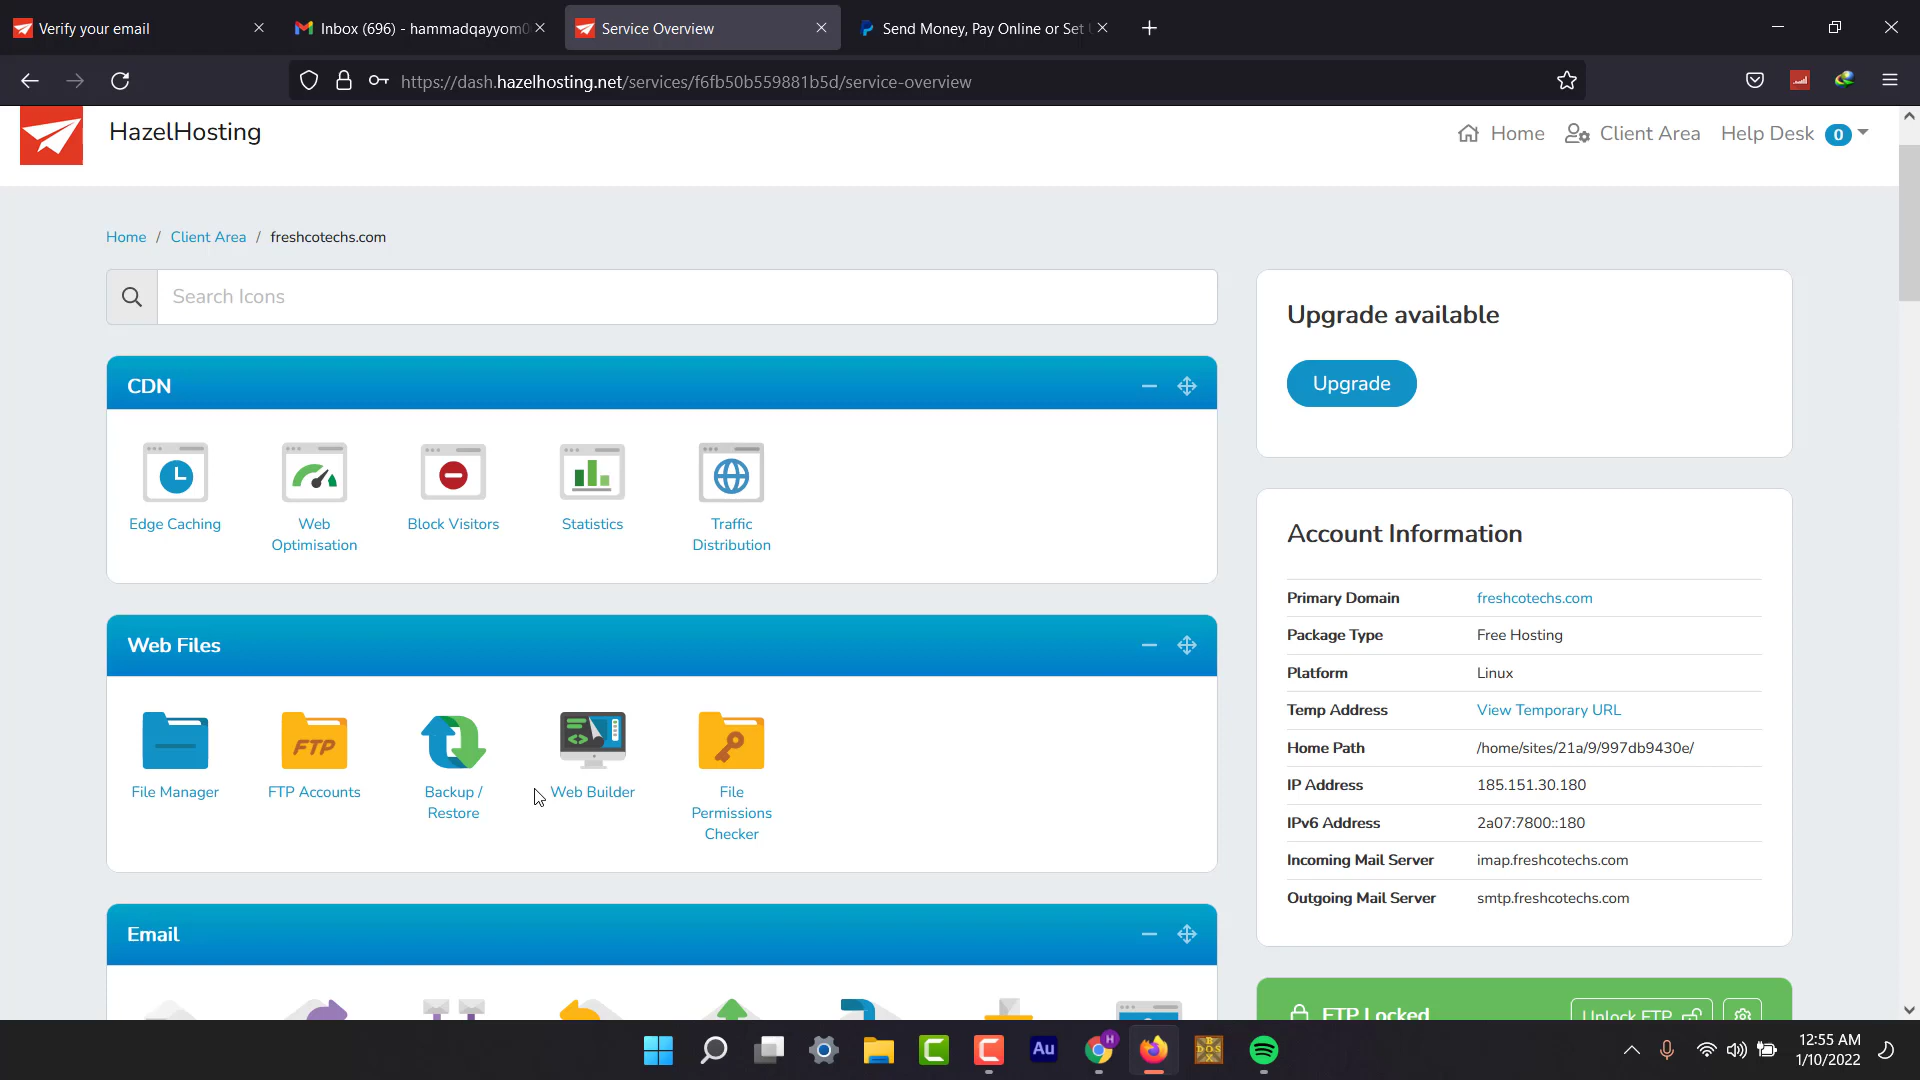 Verify your email
Inbox (696) - hammadqayyom0
Service Overview
Send Money, Pay Online or Set
https://dash.hazelhosting.net/services/f6fb50b559881b5d/service-overview
HazelHosting
Home
Client Area
Help Desk
0
Home / Client Area / freshcotechs.com
Search Icons
CDN
Edge Caching
Web
Optimisation
Block Visitors
Statistics
Traffic
Distribution
Web Files
FTP
File Manager
FTP Accounts
Backup /
Restore
Web Builder
File
Permissions
Checker
Email
Upgrade available
Upgrade
Account Information
Primary Domain freshcotechs.com
Package Type Free Hosting
Platform Linux
Temp Address View Temporary URL
Home Path /home/sites/21a/9/997db9430e/
IP Address 185.151.30.180
IPv6 Address 2a07:7800::180
Incoming Mail Server imap.freshcotechs.com
Outgoing Mail Server smtp.freshcotechs.com
FTP Locked
Unlock FTP
Au
H
DOS
12:55 AM
1/10/2022